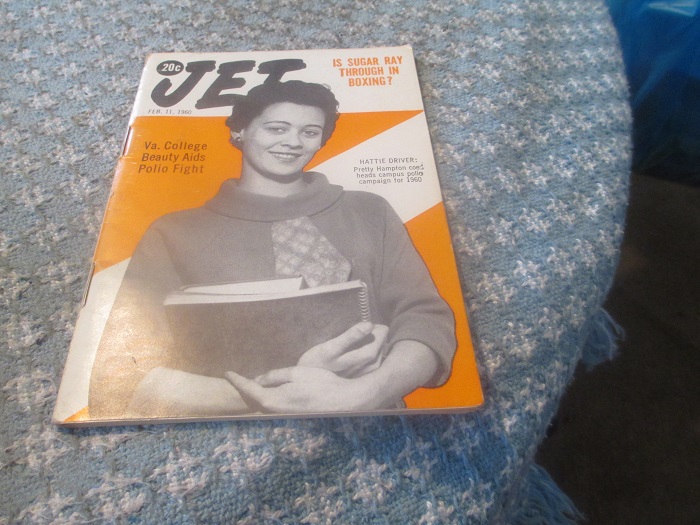 20c
JET
FEB. 11, 1960
IS SUGAR RAY
THROUGH IN
BOXING?
Va. College
Beauty Aids
Polio Fight
HATTIE DRIVER:
Pretty Hampton coed
heads campus polio
campaign for 1960